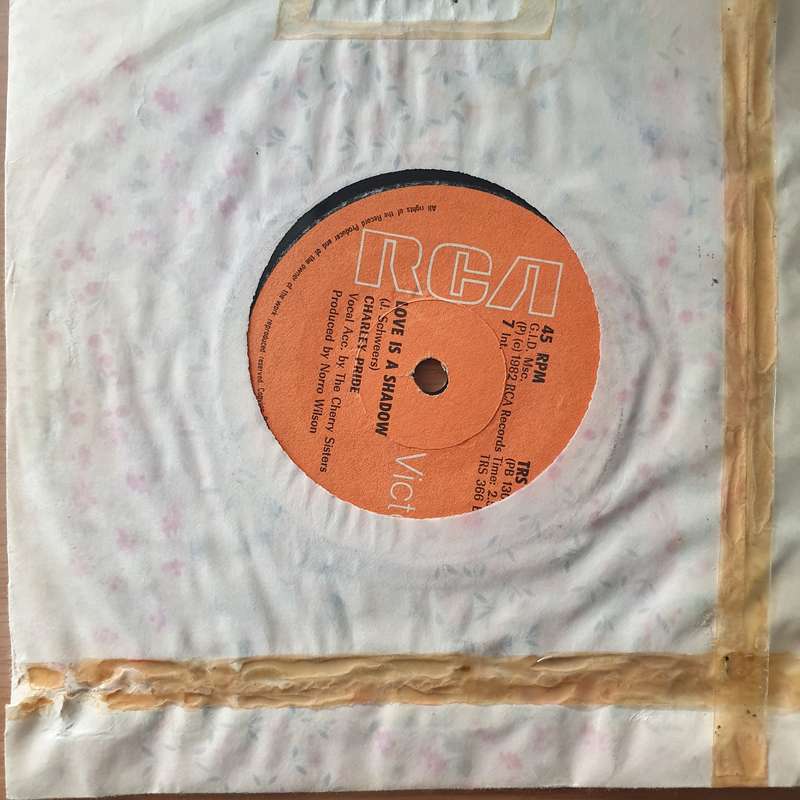 All rights of the Record Producer and of the owner of the work reproduced reserved.
RCA
45 RPM
G.I.D. Msc.
(P) (c) 1982 RCA Records
7 Int.
TRS
(PB
Time:
TRS 366
Vict
LOVE IS A SHADOW
(J. Schweers)
CHARLEY PRIDE
Vocal Acc. by The Cherry Sisters
Produced by Norro Wilson